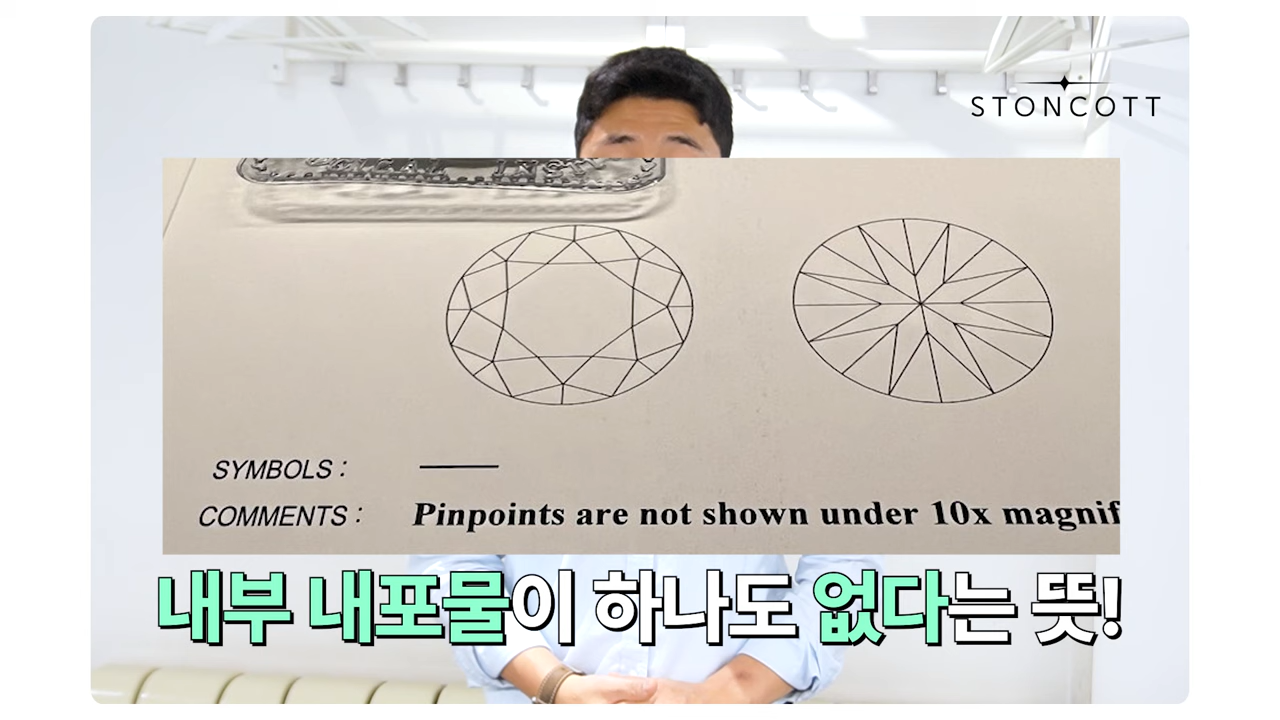 STONCOTT
SYMBOLS :
COMMENTS : Pinpoints are not shown under 10x magnif
내부 내포물이 하나도 없다는 뜻!